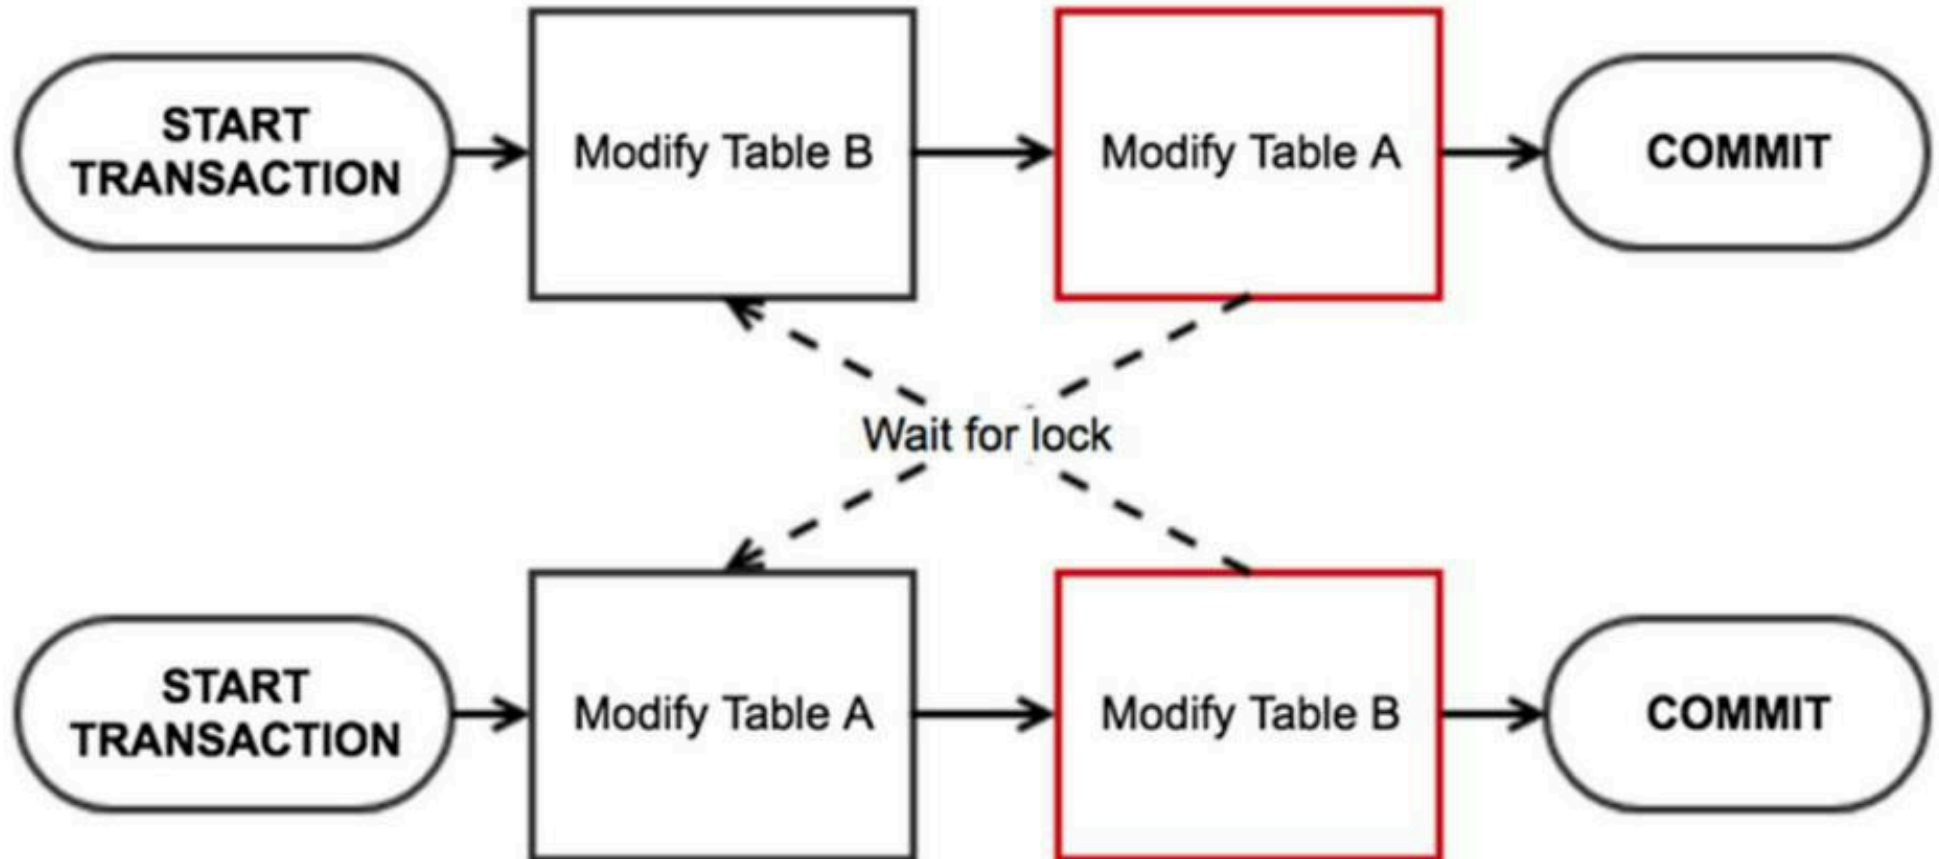 START
TRANSACTION
Modify Table B
Modify Table A
COMMIT
Wait for lock
START
TRANSACTION
Modify Table A
Modify Table B
COMMIT